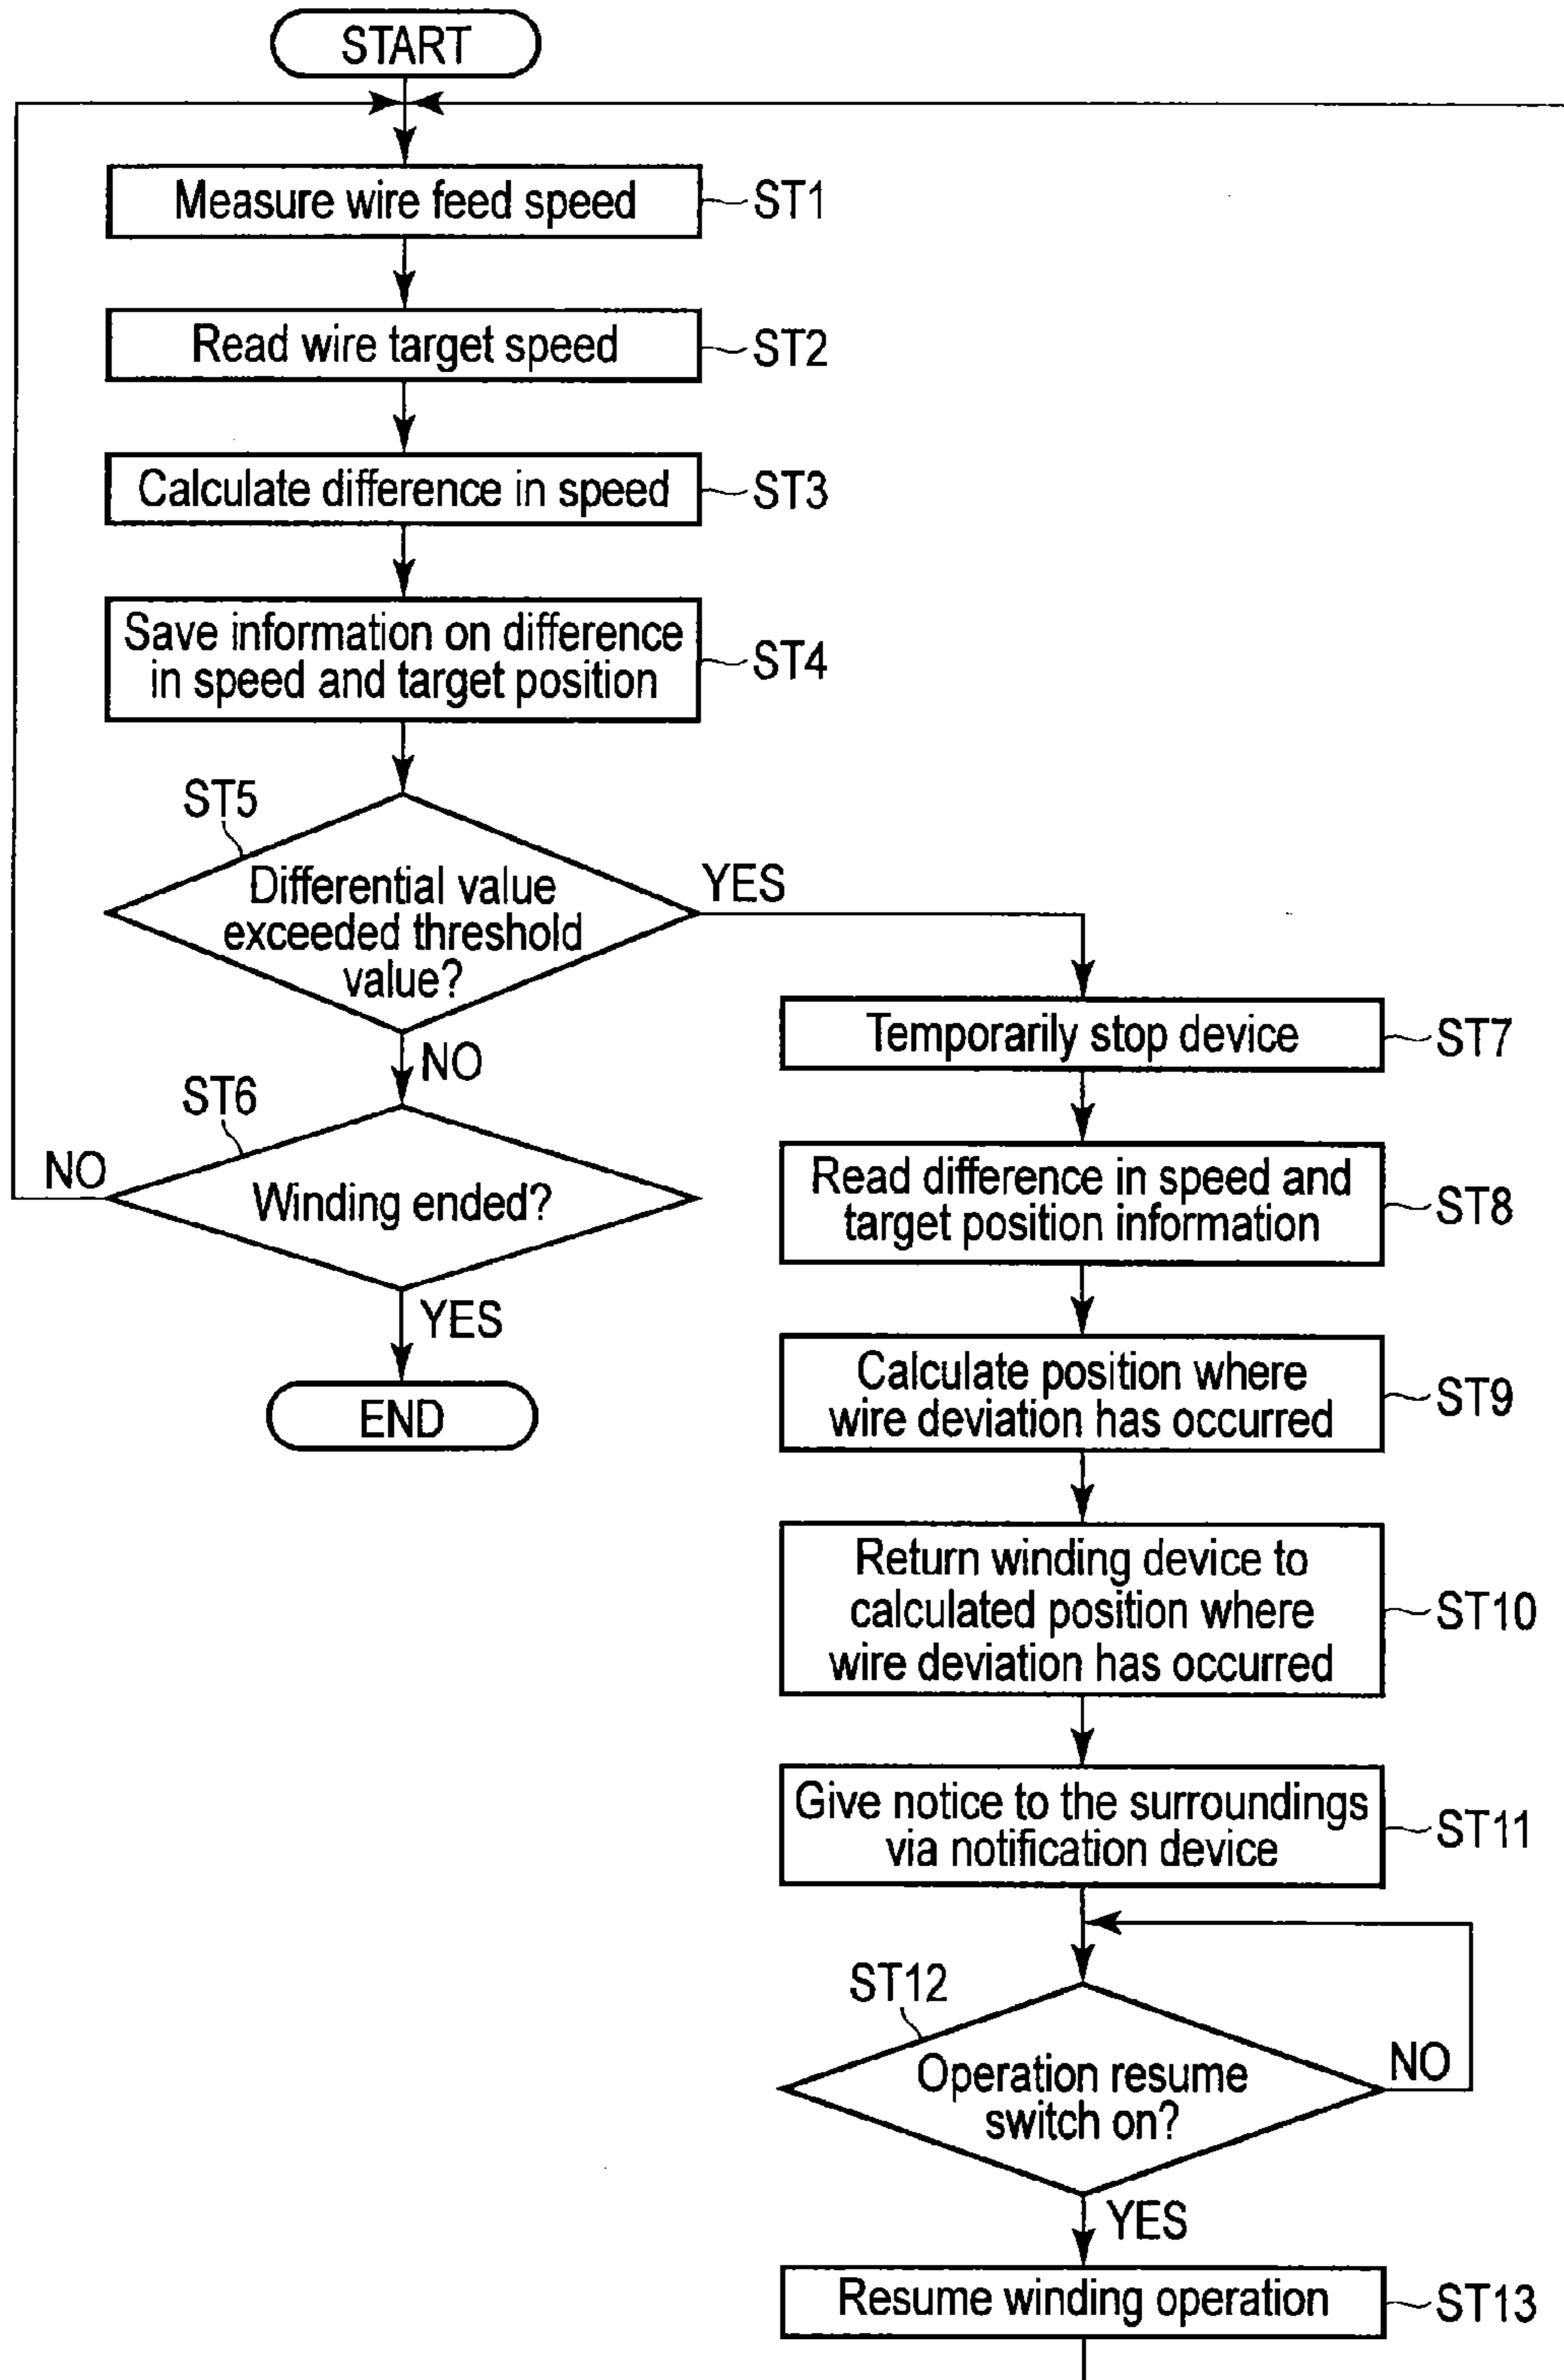 START
Measure wire feed speed
ST1
Read wire target speed
ST2
Calculate difference in speed
ST3
Save information on difference
in speed and target position
ST4
ST5
Differential value
exceeded threshold
value?
YES
NO
ST6
Winding ended?
NO
YES
END
Temporarily stop device
ST7
Read difference in speed and
target position information
ST8
Calculate position where
wire deviation has occurred
ST9
Return winding device to
calculated position where
wire deviation has occurred
ST10
Give notice to the surroundings
via notification device
ST11
ST12
Operation resume
switch on?
NO
YES
Resume winding operation
ST13